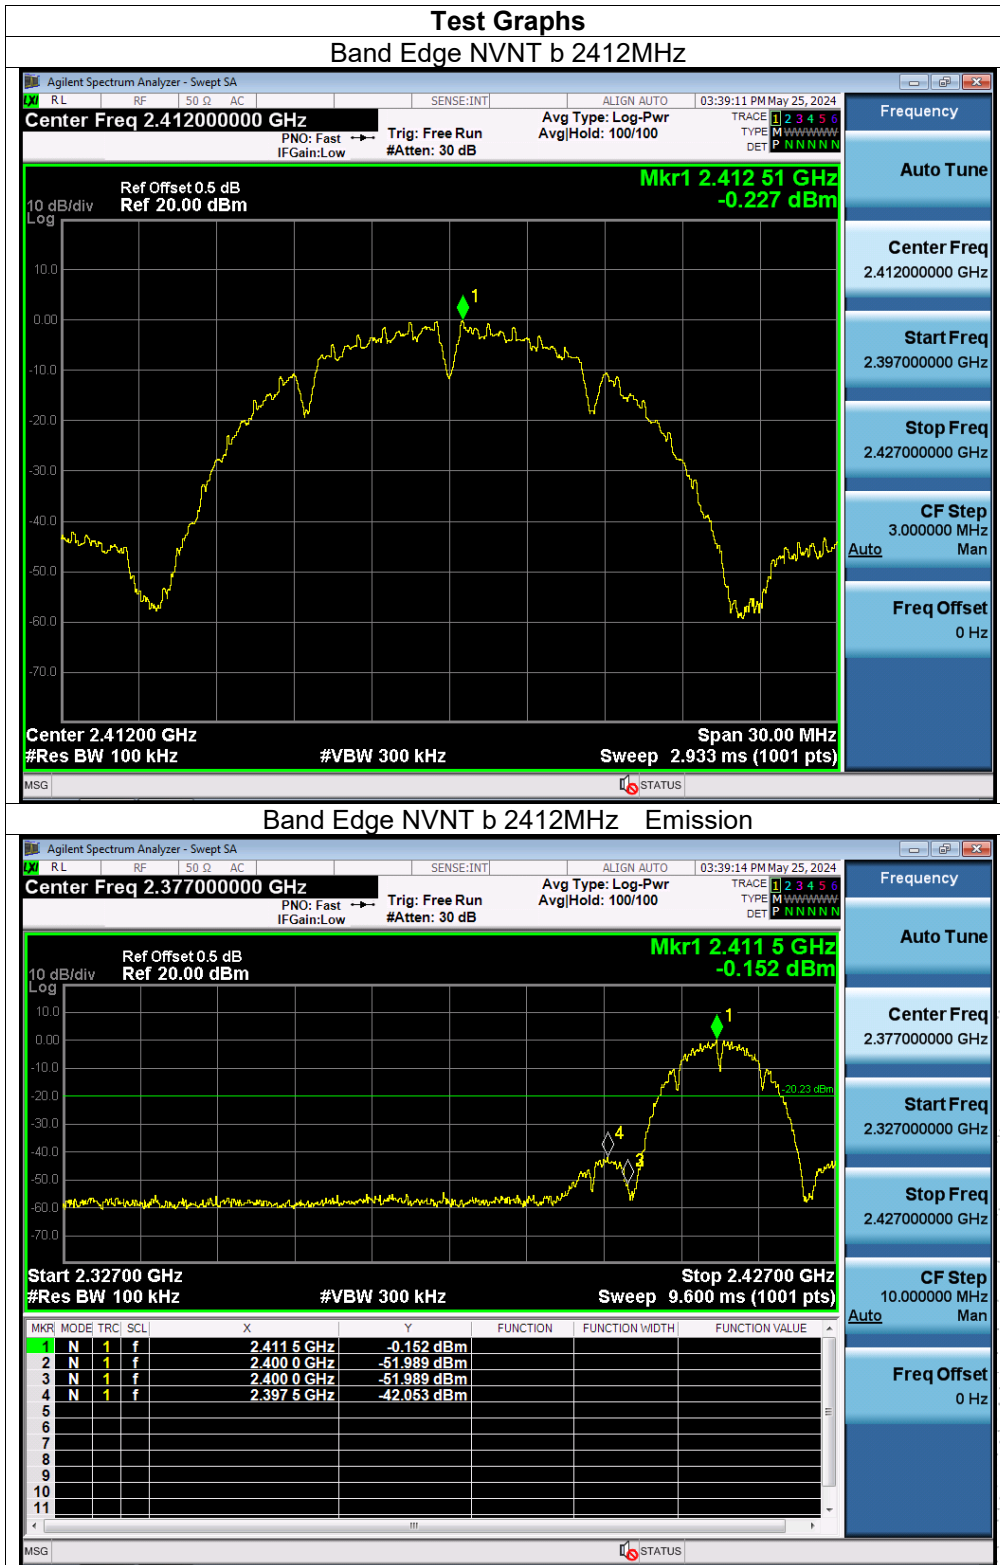 Test Graphs
Band Edge NVNT b 2412MHz
Agilent Spectrum Analyzer - Swept SA
LXI RL RF 50 Ω AC SENSE:INT ALIGN AUTO 03:39:11 PM May 25, 2024
Center Freq 2.412000000 GHz
PNO: Fast
IFGain:Low
Trig: Free Run
#Atten: 30 dB
Avg Type: Log-Pwr
Avg|Hold: 100/100
TRACE 1 2 3 4 5 6
TYPE M WWWWW
DET P N N N N N
Mkr1 2.412 51 GHz
-0.227 dBm
Ref Offset 0.5 dB
10 dB/div Ref 20.00 dBm
Log
10.0
0.00
-10.0
-20.0
-30.0
-40.0
-50.0
-60.0
-70.0
1
Center 2.41200 GHz Span 30.00 MHz
#Res BW 100 kHz #VBW 300 kHz Sweep 2.933 ms (1001 pts)
MSG STATUS
Frequency
Auto Tune
Center Freq
2.412000000 GHz
Start Freq
2.397000000 GHz
Stop Freq
2.427000000 GHz
CF Step
3.000000 MHz
Auto Man
Freq Offset
0 Hz
Band Edge NVNT b 2412MHz Emission
Agilent Spectrum Analyzer - Swept SA
LXI RL RF 50 Ω AC SENSE:INT ALIGN AUTO 03:39:14 PM May 25, 2024
Center Freq 2.377000000 GHz
PNO: Fast
IFGain:Low
Trig: Free Run
#Atten: 30 dB
Avg Type: Log-Pwr
Avg|Hold: 100/100
TRACE 1 2 3 4 5 6
TYPE M WWWWW
DET P N N N N N
Mkr1 2.411 5 GHz
-0.152 dBm
Ref Offset 0.5 dB
10 dB/div Ref 20.00 dBm
Log
10.0
0.00
-10.0
-20.0
-30.0
-40.0
-50.0
-60.0
-70.0
1
-20.23 dBm
4
3
Start 2.32700 GHz Stop 2.42700 GHz
#Res BW 100 kHz #VBW 300 kHz Sweep 9.600 ms (1001 pts)
MKR MODE TRC SCL X Y FUNCTION FUNCTION WIDTH FUNCTION VALUE
1 N 1 f 2.411 5 GHz -0.152 dBm
2 N 1 f 2.400 0 GHz -51.989 dBm
3 N 1 f 2.400 0 GHz -51.989 dBm
4 N 1 f 2.397 5 GHz -42.053 dBm
5
6
7
8
9
10
11
MSG STATUS
Frequency
Auto Tune
Center Freq
2.377000000 GHz
Start Freq
2.327000000 GHz
Stop Freq
2.427000000 GHz
CF Step
10.000000 MHz
Auto Man
Freq Offset
0 Hz